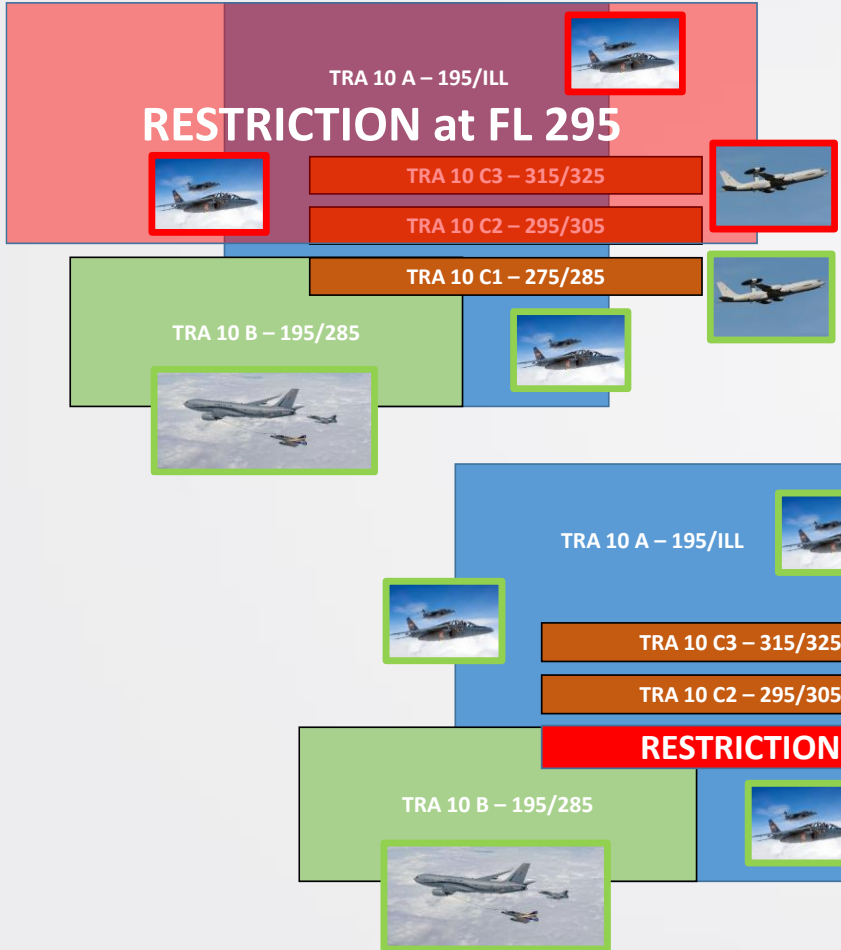 TRA 10 A – 195/ILL
RESTRICTION at FL 295
TRA 10 C3 – 315/325
TRA 10 C2 – 295/305
TRA 10 C1 – 275/285
TRA 10 B – 195/285
TRA 10 A – 195/ILL
TRA 10 C3 – 315/325
TRA 10 C2 – 295/305
RESTRICTION
TRA 10 B – 195/285